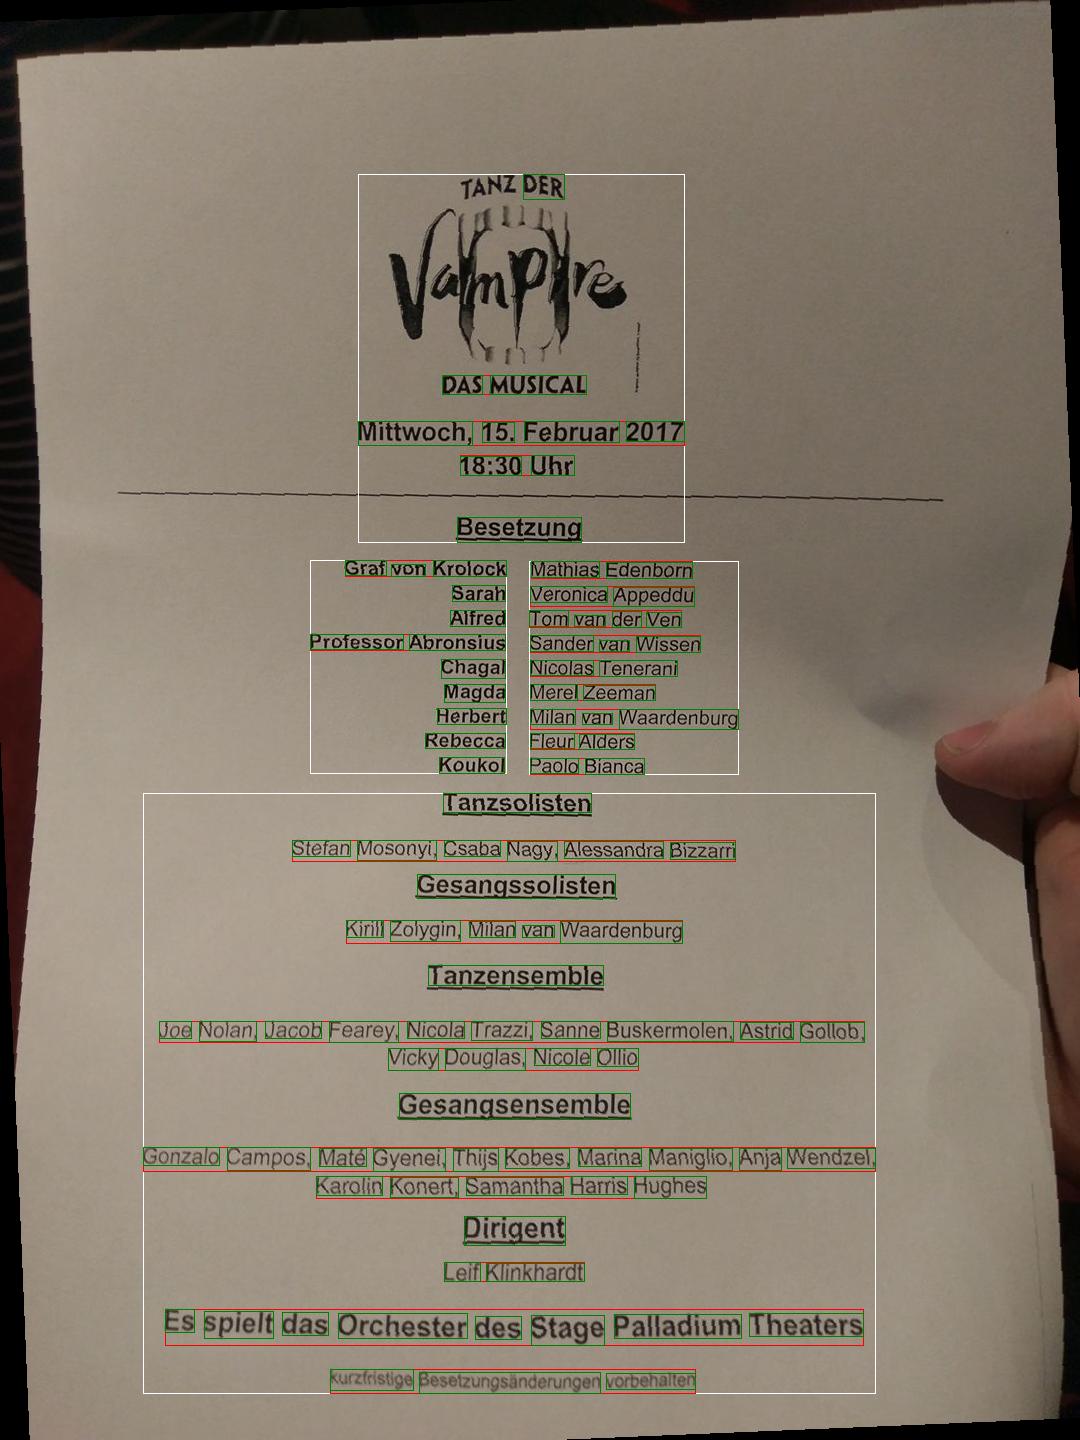 TANZ DER
Vampire
DAS MUSICAL
Mittwoch, 15. Februar 2017
18:30 Uhr
Besetzung
Graf von Krolock Mathias Edenborn
Sarah Veronica Appeddu
Alfred Tom van der Ven
Professor Abronsius Sander van Wissen
Chagal Nicolas Tenerani
Magda Merel Zeeman
Herbert Milan van Waardenburg
Rebecca Fleur Alders
Koukol Paolo Bianca
Tanzsolisten
Stefan Mosonyi, Csaba Nagy, Alessandra Bizzarri
Gesangssolisten
Kirill Zolygin, Milan van Waardenburg
Tanzensemble
Joe Nolan, Jacob Fearey, Nicola Trazzi, Sanne Buskermolen, Astrid Gollob,
Vicky Douglas, Nicole Ollio
Gesangsensemble
Gonzalo Campos, Maté Gyenei, Thijs Kobes, Marina Maniglio, Anja Wendzel,
Karolin Konert, Samantha Harris Hughes
Dirigent
Leif Klinkhardt
Es spielt das Orchester des Stage Palladium Theaters
kurzfristige Besetzungsänderungen vorbehalten